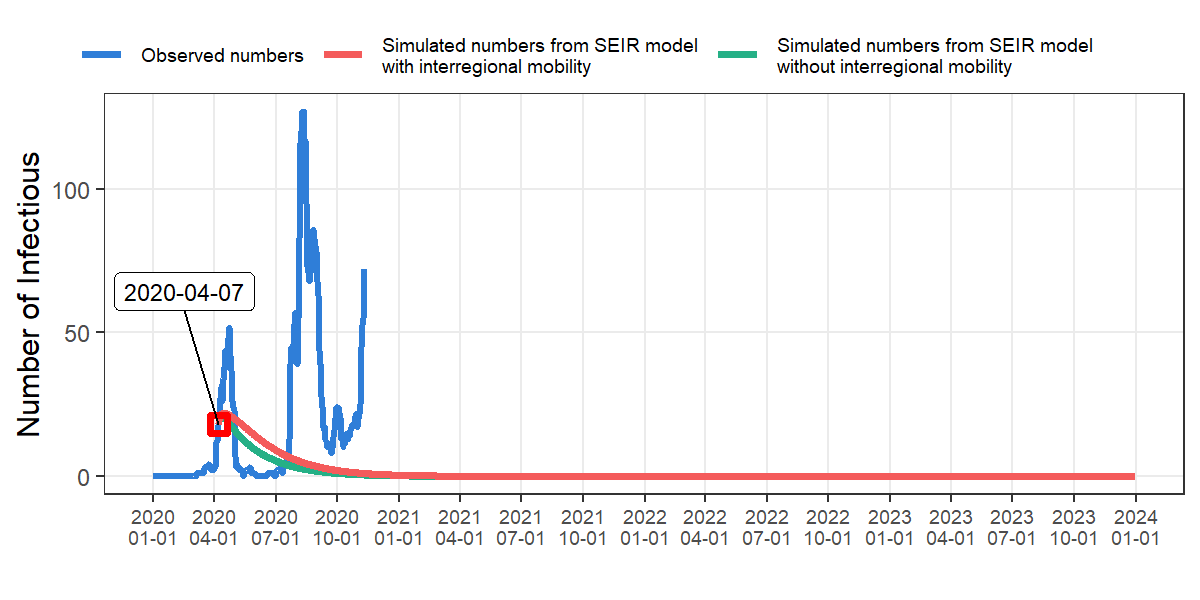 Observed numbers
Simulated numbers from SEIR model
with interregional mobility
Simulated numbers from SEIR model
without interregional mobility
Number of Infectious
100
50
0
2020-04-07
2020 2020 2020 2020 2021 2021 2021 2021 2022 2022 2022 2022 2023 2023 2023 2023 2024
01-01 04-01 07-01 10-01 01-01 04-01 07-01 10-01 01-01 04-01 07-01 10-01 01-01 04-01 07-01 10-01 01-01